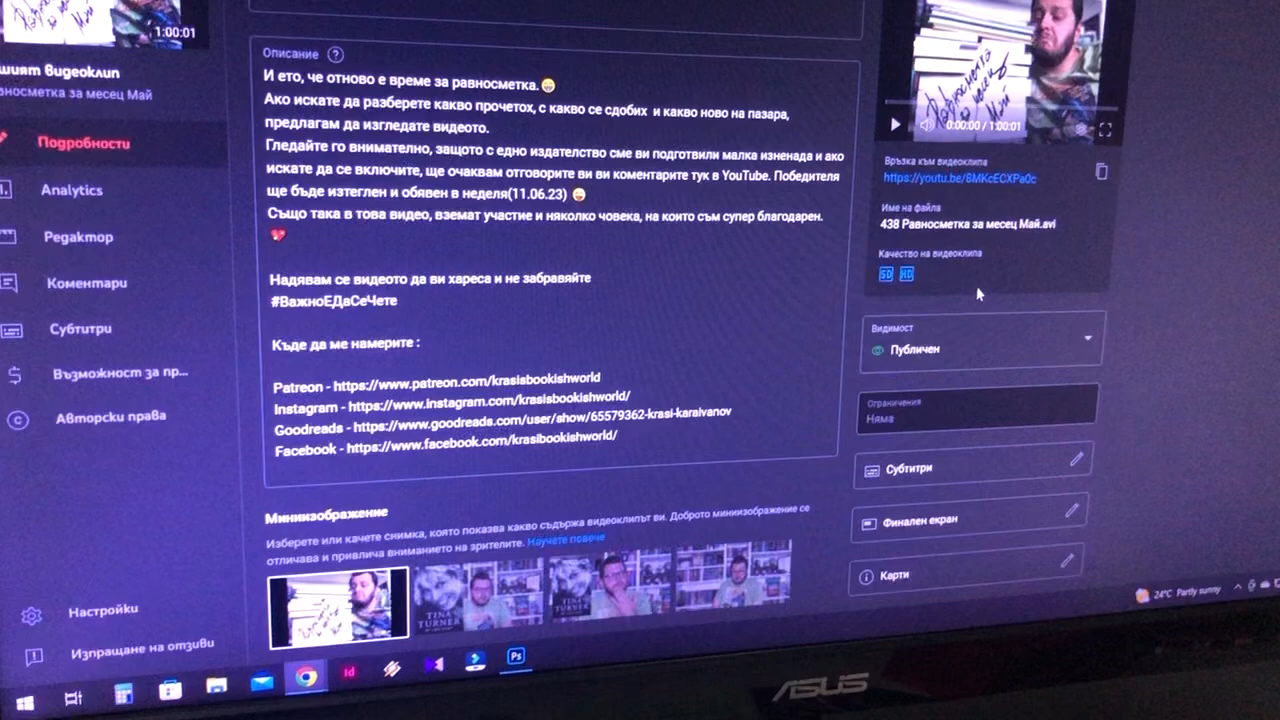 1:00:01
шият видеоклип
вносметка за месец Май
Подробности
Analytics
Редактор
Коментари
Субтитри
Възможност за пр...
Авторски права
Настройки
Изпращане на отзиви
Описание ?
И ето, че отново е време за равносметка.😀
Ако искате да разберете какво прочетох, с какво се сдобих и какво ново на пазара,
предлагам да изгледате видеото.
Гледайте го внимателно, защото с едно издателство сме ви подготвили малка изненада и ако
искате да се включите, ще очаквам отговорите ви ви коментарите тук в YouTube. Победителя
ще бъде изтеглен и обявен в неделя(11.06.23) 😜
Също така в това видео, вземат участие и няколко човека, на които съм супер благодарен.
💖
Надявам се видеото да ви хареса и не забравяйте
#ВажноЕДаСеЧете
Къде да ме намерите :
Patreon - https://www.patreon.com/krasisbookishworld
Instagram - https://www.instagram.com/krasisbookishworld/
Goodreads - https://www.goodreads.com/user/show/65579362-krasi-karaivanov
Facebook - https://www.facebook.com/krasibookishworld/
Миниизображение
Изберете или качете снимка, която показва какво съдържа видеоклипът ви. Доброто миниизображение се
отличава и привлича вниманието на зрителите. Научете повече
TINA
TURNER
TINA
TURNER
Равносметка
за
месец
Май
0:00:00 / 1:00:01
Връзка към видеоклипа
https://youtu.be/8MKcECXPa0c
Име на файла
438 Равносметка за месец Май.avi
Качество на видеоклипа
SD HD
Видимост
Публичен
Ограничения
Няма
Субтитри
Финален екран
Карти
24°C Partly sunny
Id
Ps
ASUS